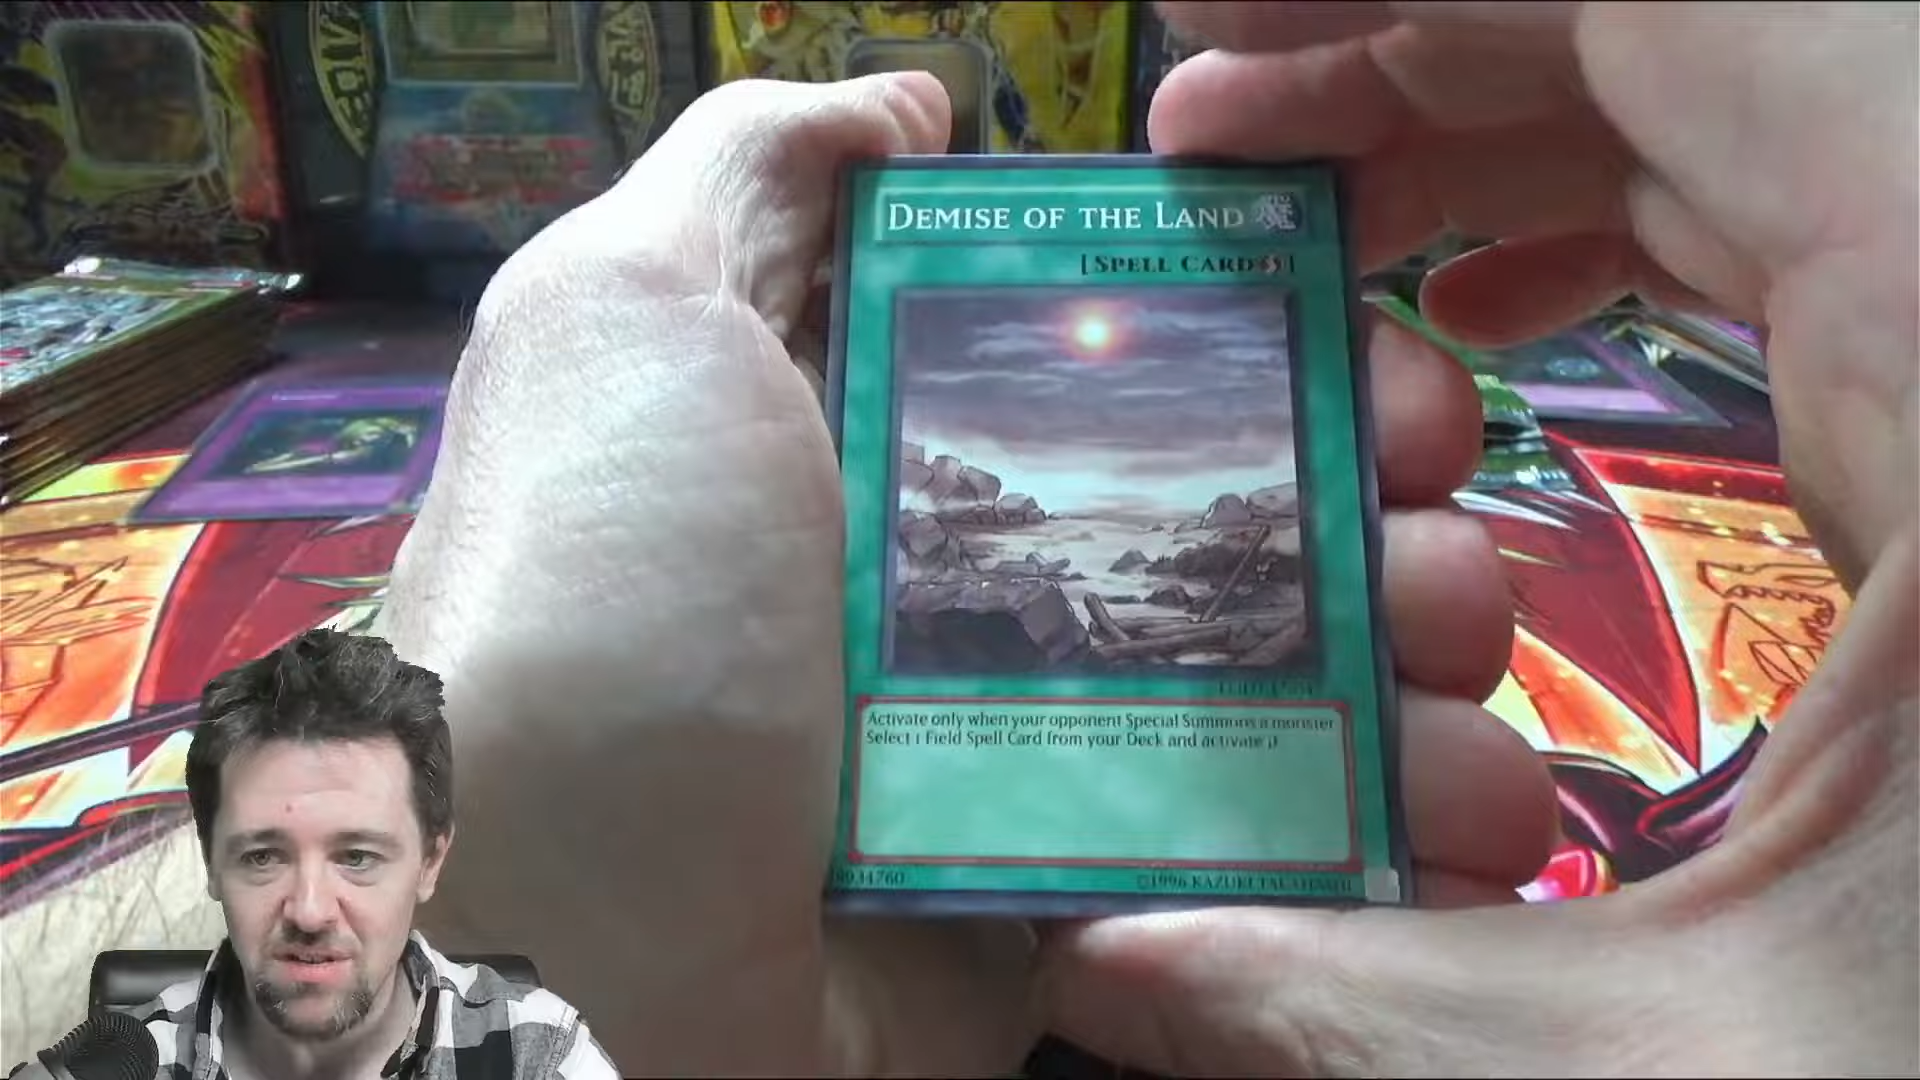 DEMISE OF THE LAND 魔
[SPELL CARD]
Activate only when your opponent Special Summons a monster
Select 1 Field Spell Card from your Deck and activate it
©1996 KAZUKI TAKAHASHI